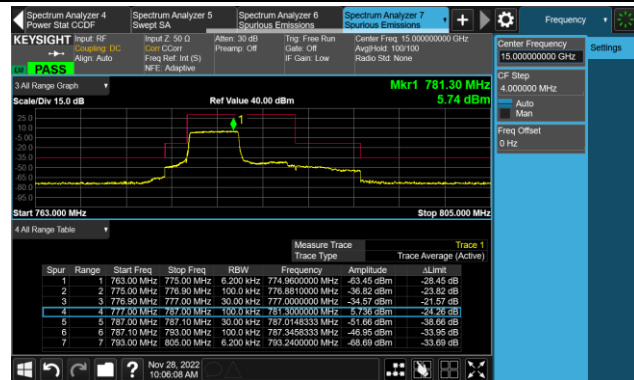 Spectrum Analyzer 4
Power Stat CCDF
Spectrum Analyzer 5
Swept SA
Spectrum Analyzer 6
Spurious Emissions
Spectrum Analyzer 7
Spurious Emissions
+
Frequency
KEYSIGHT
Input: RF
Coupling: DC
Align: Auto
Input Z: 50 Ω
Corr CCorr
Freq Ref: Int (S)
NFE: Adaptive
Atten: 30 dB
Preamp: Off
Trig: Free Run
Gate: Off
IF Gain: Low
Center Freq: 15.000000000 GHz
Avg|Hold: 100/100
Radio Std: None
PASS
Center Frequency
15.000000000 GHz
Settings
CF Step
4.000000 MHz
Auto
Man
Freq Offset
0 Hz
3 All Range Graph
Mkr1 781.30 MHz
Scale/Div 15.0 dB
Ref Value 40.00 dBm
5.74 dBm
1
25.0
10.0
-5.00
-20.0
-35.0
-50.0
-65.0
-80.0
-95.0
Start 763.000 MHz
Stop 805.000 MHz
4 All Range Table
Measure Trace Trace 1
Trace Type Trace Average (Active)
Spur Range Start Freq Stop Freq RBW Frequency Amplitude ΔLimit
1 1 763.00 MHz 775.00 MHz 6.200 kHz 774.9600000 MHz -63.45 dBm -28.45 dB
2 2 775.00 MHz 776.90 MHz 100.0 kHz 776.8810000 MHz -36.82 dBm -23.82 dB
3 3 776.90 MHz 777.00 MHz 30.00 kHz 777.0000000 MHz -34.57 dBm -21.57 dB
4 4 777.00 MHz 787.00 MHz 100.0 kHz 781.3000000 MHz 5.736 dBm -24.26 dB
5 5 787.00 MHz 787.10 MHz 30.00 kHz 787.0148333 MHz -51.66 dBm -38.66 dB
6 6 787.10 MHz 793.00 MHz 100.0 kHz 787.3458333 MHz -46.95 dBm -33.95 dB
7 7 793.00 MHz 805.00 MHz 6.200 kHz 793.2400000 MHz -68.69 dBm -33.69 dB
?
Nov 28, 2022
10:06:08 AM